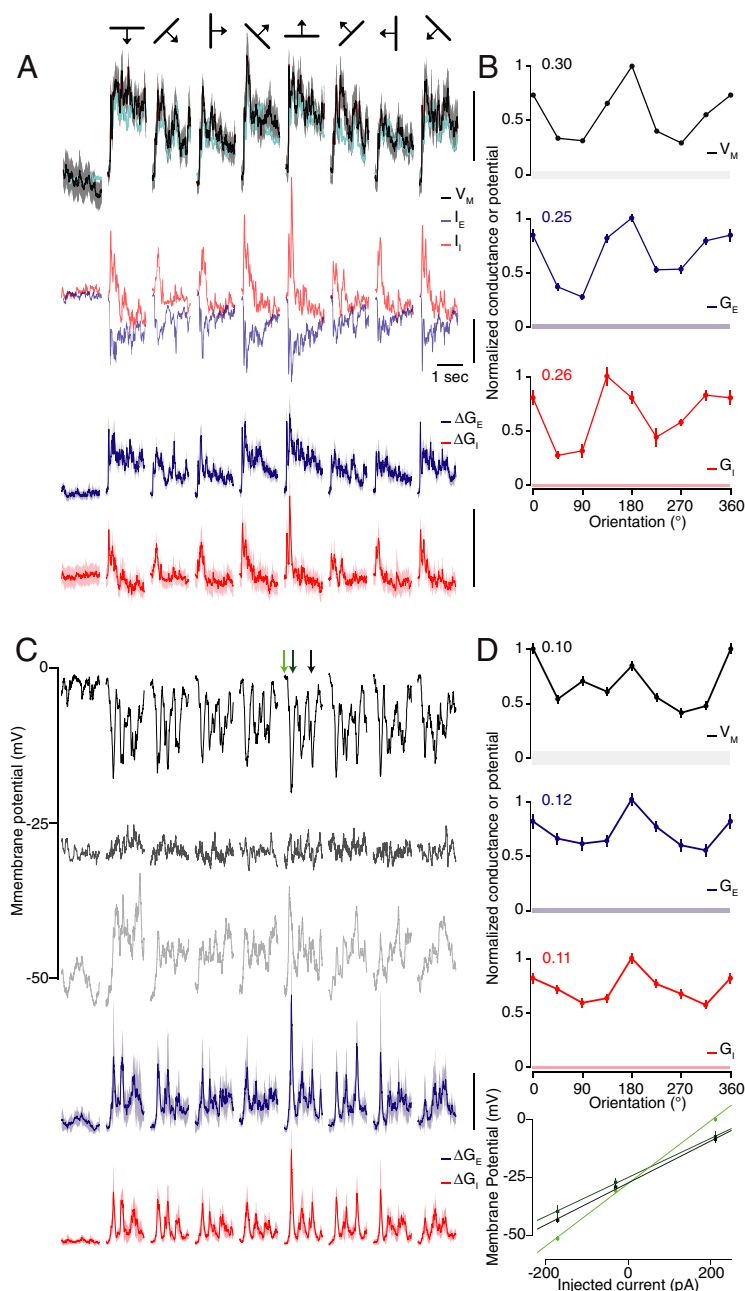 A
V_M
I_E
I_I
1 sec
ΔG_E
ΔG_I
B
Normalized conductance or potential
1
0.5
0
0.30
V_M
1
0.5
0
0.25
G_E
1
0.5
0
0.26
G_I
0 90 180 270 360
Orientation (°)
C
Mmembrane potential (mV)
0
-25
-50
ΔG_E
ΔG_I
D
Normalized conductance or potential
1
0.5
0
0.10
V_M
1
0.5
0
0.12
G_E
1
0.5
0
0.11
G_I
0 90 180 270 360
Orientation (°)
Membrane Potential (mV)
0
-25
-50
-200 0 200
Injected current (pA)